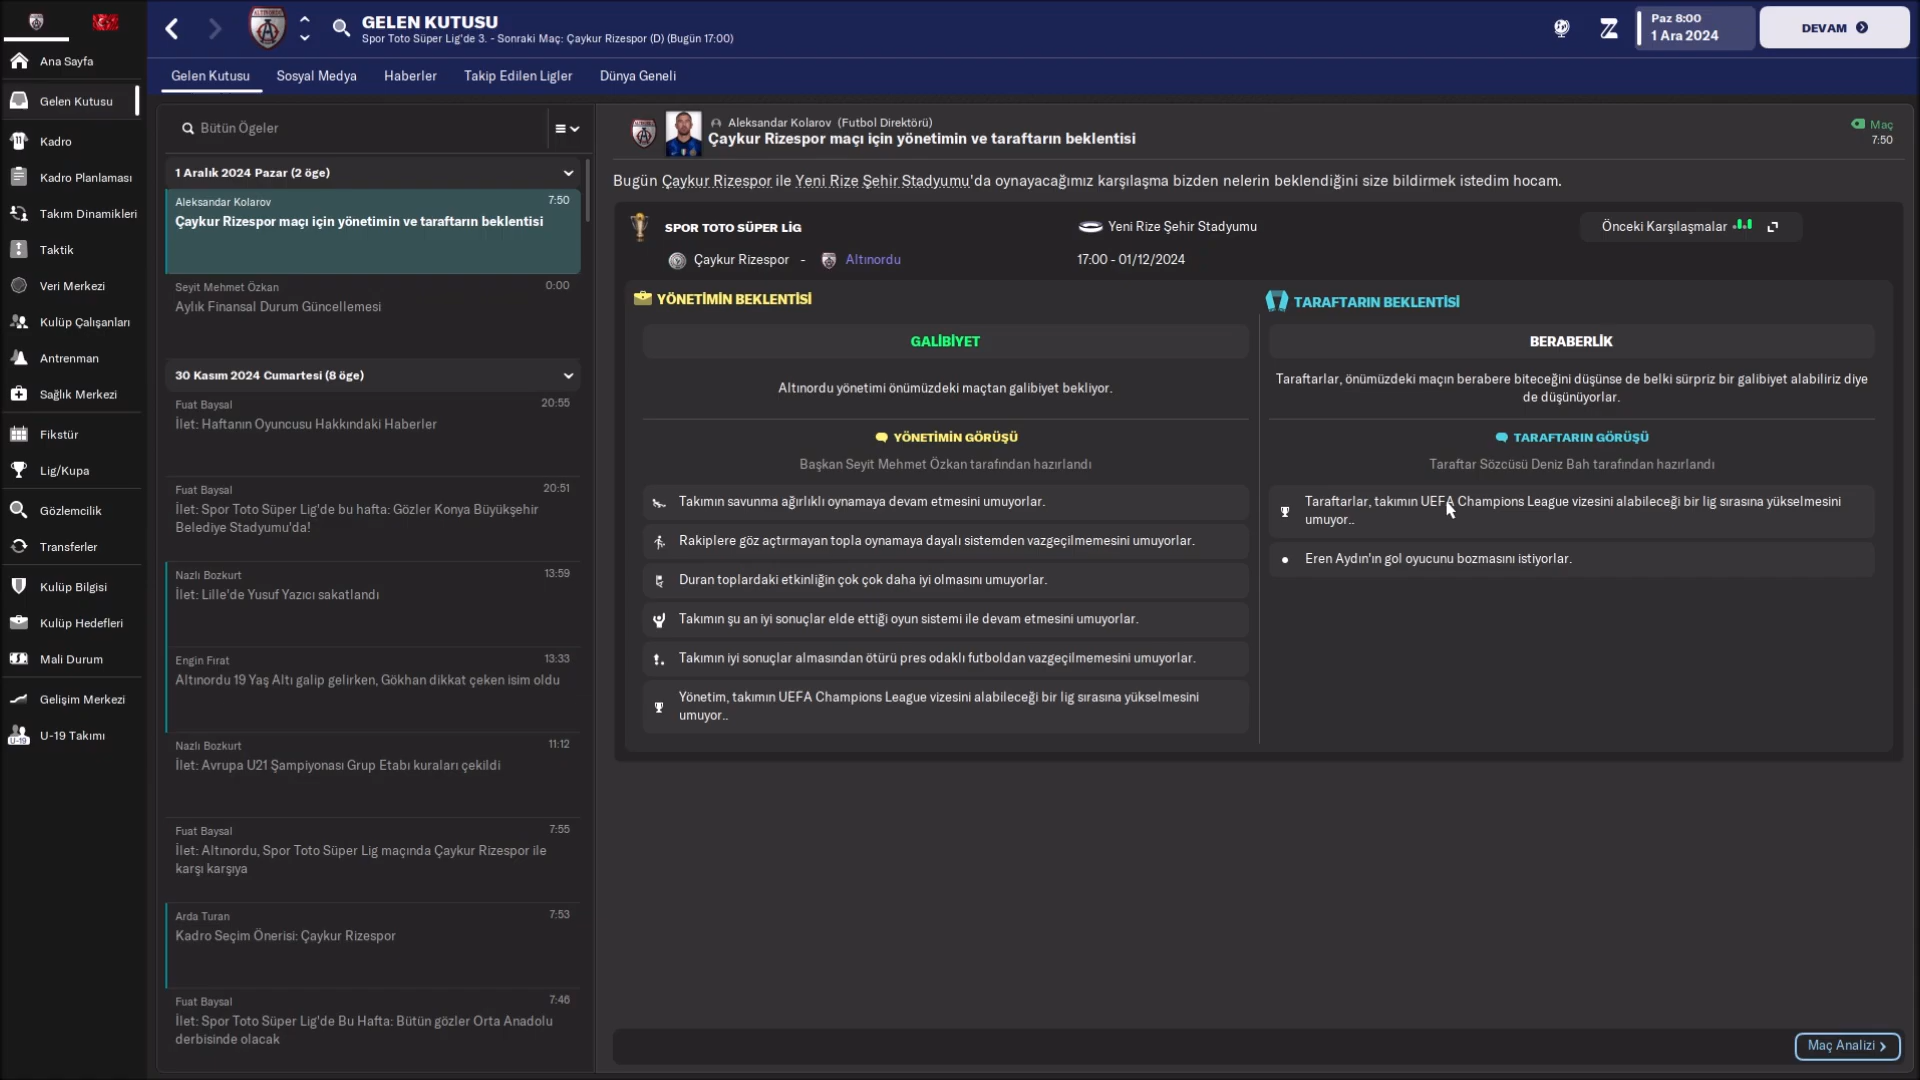 GELEN KUTUSU
Spor Toto Süper Lig'de 3. - Sonraki Maç: Çaykur Rizespor (D) (Bugün 17:00)
Paz 8:00
1 Ara 2024
DEVAM
Gelen Kutusu
Sosyal Medya
Haberler
Takip Edilen Ligler
Dünya Geneli
Ana Sayfa
Gelen Kutusu
Kadro
Kadro Planlaması
Takım Dinamikleri
Taktik
Veri Merkezi
Kulüp Çalışanları
Antrenman
Sağlık Merkezi
Fikstür
Lig/Kupa
Gözlemcilik
Transferler
Kulüp Bilgisi
Kulüp Hedefleri
Mali Durum
Gelişim Merkezi
U-19 Takımı
Bütün Ögeler
1 Aralık 2024 Pazar (2 öge)
Aleksandar Kolarov 7:50
Çaykur Rizespor maçı için yönetimin ve taraftarın beklentisi
Seyit Mehmet Özkan 0:00
Aylık Finansal Durum Güncellemesi
30 Kasım 2024 Cumartesi (8 öge)
Fuat Baysal 20:55
İlet: Haftanın Oyuncusu Hakkındaki Haberler
Fuat Baysal 20:51
İlet: Spor Toto Süper Lig'de bu hafta: Gözler Konya Büyükşehir
Belediye Stadyumu'da!
Nazlı Bozkurt 13:59
İlet: Lille'de Yusuf Yazıcı sakatlandı
Engin Fırat 13:33
Altınordu 19 Yaş Altı galip gelirken, Gökhan dikkat çeken isim oldu
Nazlı Bozkurt 11:12
İlet: Avrupa U21 Şampiyonası Grup Etabı kuraları çekildi
Fuat Baysal 7:55
İlet: Altınordu, Spor Toto Süper Lig maçında Çaykur Rizespor ile
karşı karşıya
Arda Turan 7:53
Kadro Seçim Önerisi: Çaykur Rizespor
Fuat Baysal 7:46
İlet: Spor Toto Süper Lig'de Bu Hafta: Bütün gözler Orta Anadolu
derbisinde olacak
Aleksandar Kolarov (Futbol Direktörü)
Çaykur Rizespor maçı için yönetimin ve taraftarın beklentisi
Maç
7:50
Bugün Çaykur Rizespor ile Yeni Rize Şehir Stadyumu'da oynayacağımız karşılaşma bizden nelerin beklendiğini size bildirmek istedim hocam.
SPOR TOTO SÜPER LİG
Yeni Rize Şehir Stadyumu
Önceki Karşılaşmalar
Çaykur Rizespor - Altınordu
17:00 - 01/12/2024
YÖNETİMİN BEKLENTİSİ
GALİBİYET
Altınordu yönetimi önümüzdeki maçtan galibiyet bekliyor.
YÖNETİMİN GÖRÜŞÜ
Başkan Seyit Mehmet Özkan tarafından hazırlandı
Takımın savunma ağırlıklı oynamaya devam etmesini umuyorlar.
Rakiplere göz açtırmayan topla oynamaya dayalı sistemden vazgeçilmemesini umuyorlar.
Duran toplardaki etkinliğin çok çok daha iyi olmasını umuyorlar.
Takımın şu an iyi sonuçlar elde ettiği oyun sistemi ile devam etmesini umuyorlar.
Takımın iyi sonuçlar almasından ötürü pres odaklı futboldan vazgeçilmemesini umuyorlar.
Yönetim, takımın UEFA Champions League vizesini alabileceği bir lig sırasına yükselmesini
umuyor..
TARAFTARIN BEKLENTİSİ
BERABERLİK
Taraftarlar, önümüzdeki maçın berabere biteceğini düşünse de belki sürpriz bir galibiyet alabiliriz diye
de düşünüyorlar.
TARAFTARIN GÖRÜŞÜ
Taraftar Sözcüsü Deniz Bah tarafından hazırlandı
Taraftarlar, takımın UEFA Champions League vizesini alabileceği bir lig sırasına yükselmesini
umuyor..
Eren Aydın'ın gol oyucunu bozmasını istiyorlar.
Maç Analizi